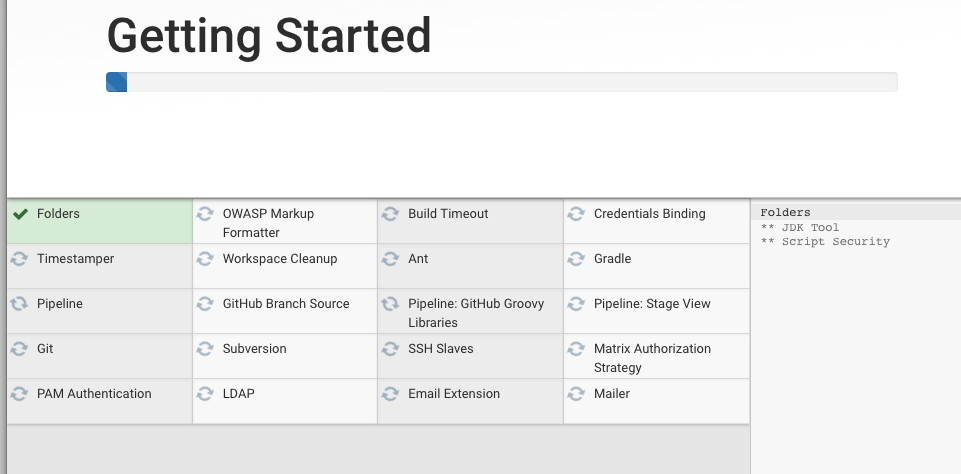 Getting Started
Folders
OWASP Markup
Formatter
Build Timeout
Credentials Binding
Timestamper
Workspace Cleanup
Ant
Gradle
Pipeline
GitHub Branch Source
Pipeline: GitHub Groovy
Libraries
Pipeline: Stage View
Git
Subversion
SSH Slaves
Matrix Authorization
Strategy
PAM Authentication
LDAP
Email Extension
Mailer
Folders
** JDK Tool
** Script Security